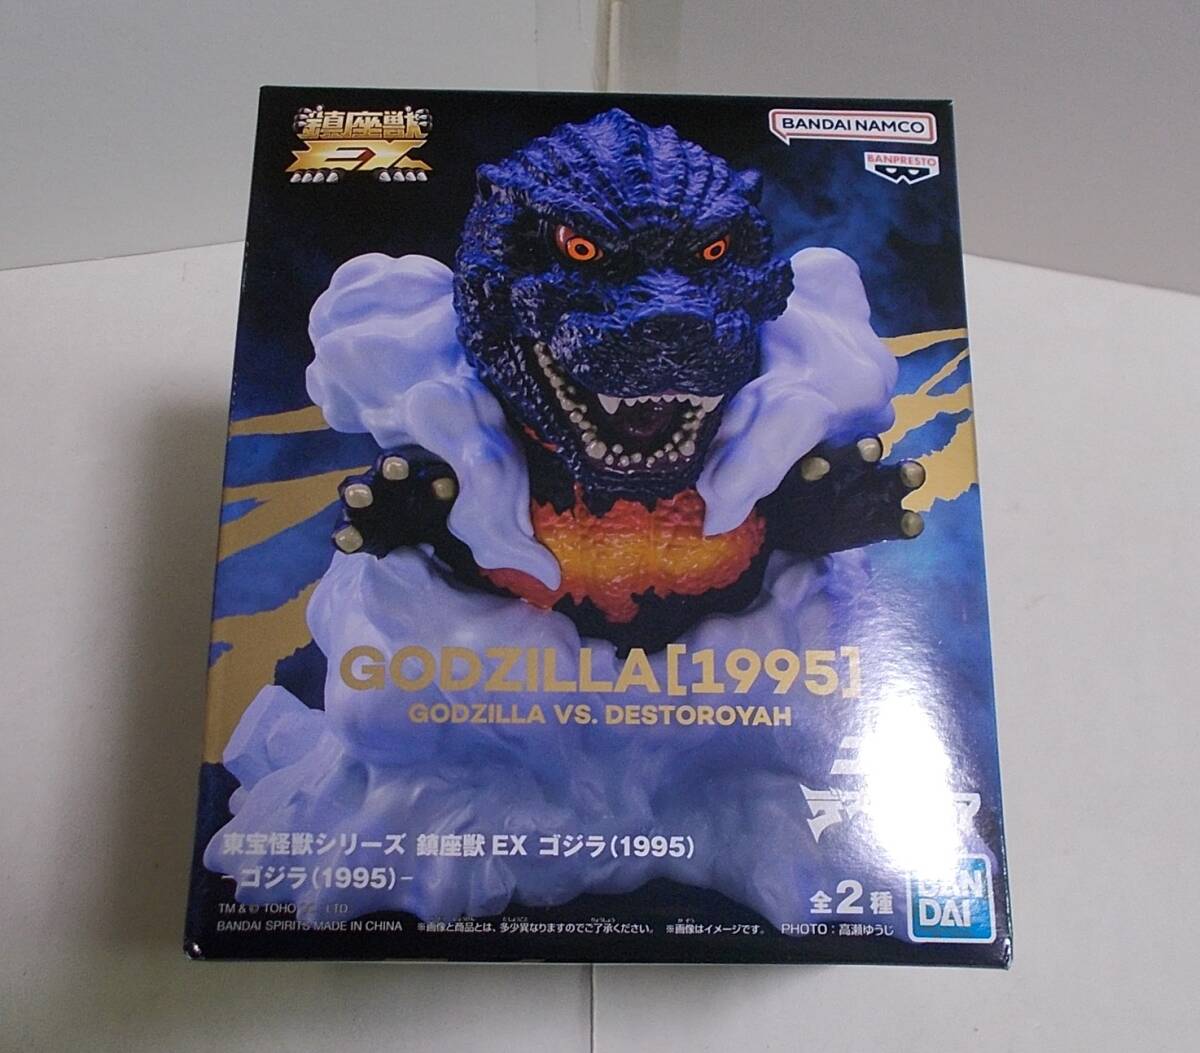 鎮座獣
EX
BANDAI NAMCO
BANPRESTO
GODZILLA[1995]
GODZILLA VS. DESTOROYAH
東宝怪獣シリーズ 鎮座獣EX ゴジラ(1995)
-ゴジラ(1995)-
TM & © TOHO CO., LTD.
BANDAI SPIRITS MADE IN CHINA ※画像と商品とは、多少異なりますのでご了承ください。 ※画像はイメージです。 PHOTO：高瀬ゆうじ
全2種
BAN
DAI